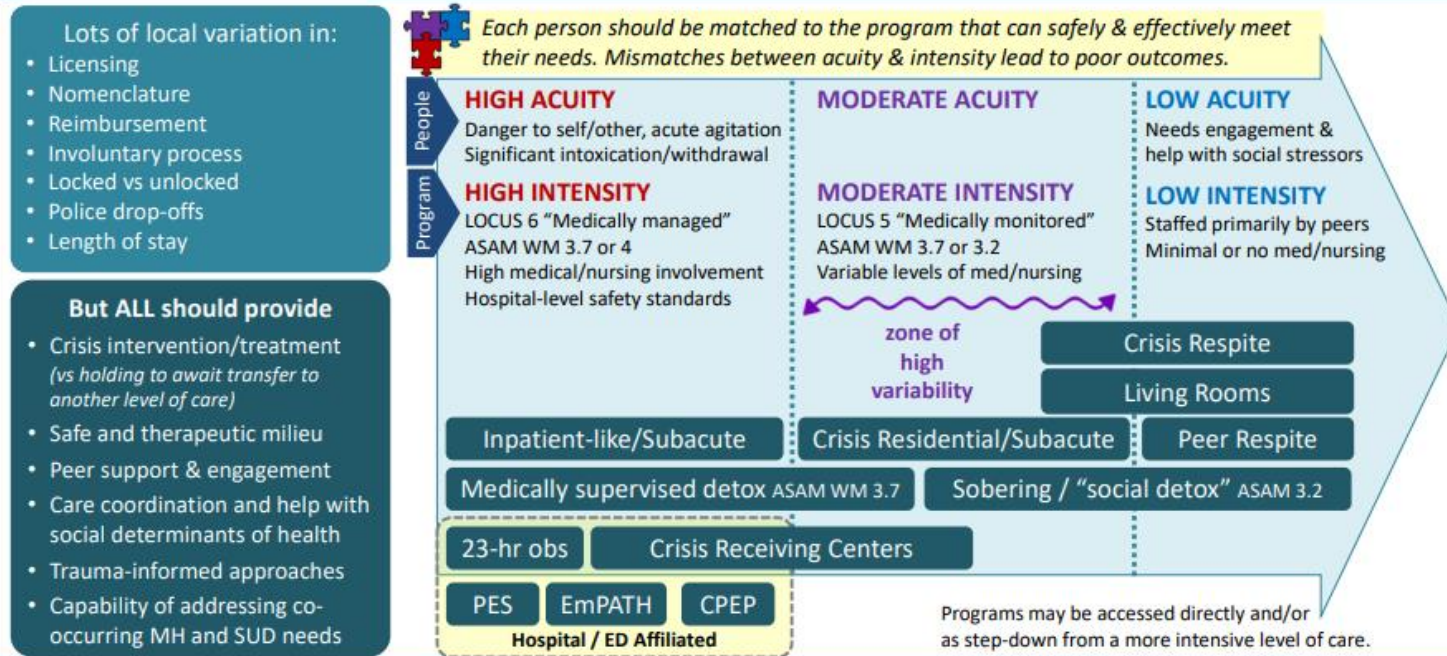 Lots of local variation in:
• Licensing
• Nomenclature
• Reimbursement
• Involuntary process
• Locked vs unlocked
• Police drop-offs
• Length of stay
But ALL should provide
• Crisis intervention/treatment
(vs holding to await transfer to
another level of care)
• Safe and therapeutic milieu
• Peer support & engagement
• Care coordination and help with
social determinants of health
• Trauma-informed approaches
• Capability of addressing co-
occurring MH and SUD needs
Each person should be matched to the program that can safely & effectively meet
their needs. Mismatches between acuity & intensity lead to poor outcomes.
People
HIGH ACUITY
Danger to self/other, acute agitation
Significant intoxication/withdrawal
MODERATE ACUITY
LOW ACUITY
Needs engagement &
help with social stressors
Program
HIGH INTENSITY
LOCUS 6 “Medically managed”
ASAM WM 3.7 or 4
High medical/nursing involvement
Hospital-level safety standards
MODERATE INTENSITY
LOCUS 5 “Medically monitored”
ASAM WM 3.7 or 3.2
Variable levels of med/nursing
LOW INTENSITY
Staffed primarily by peers
Minimal or no med/nursing
zone of
high
variability
Crisis Respite
Living Rooms
Inpatient-like/Subacute
Crisis Residential/Subacute
Peer Respite
Medically supervised detox ASAM WM 3.7
Sobering / “social detox” ASAM 3.2
23-hr obs
Crisis Receiving Centers
PES
EmPATH
CPEP
Hospital / ED Affiliated
Programs may be accessed directly and/or
as step-down from a more intensive level of care.